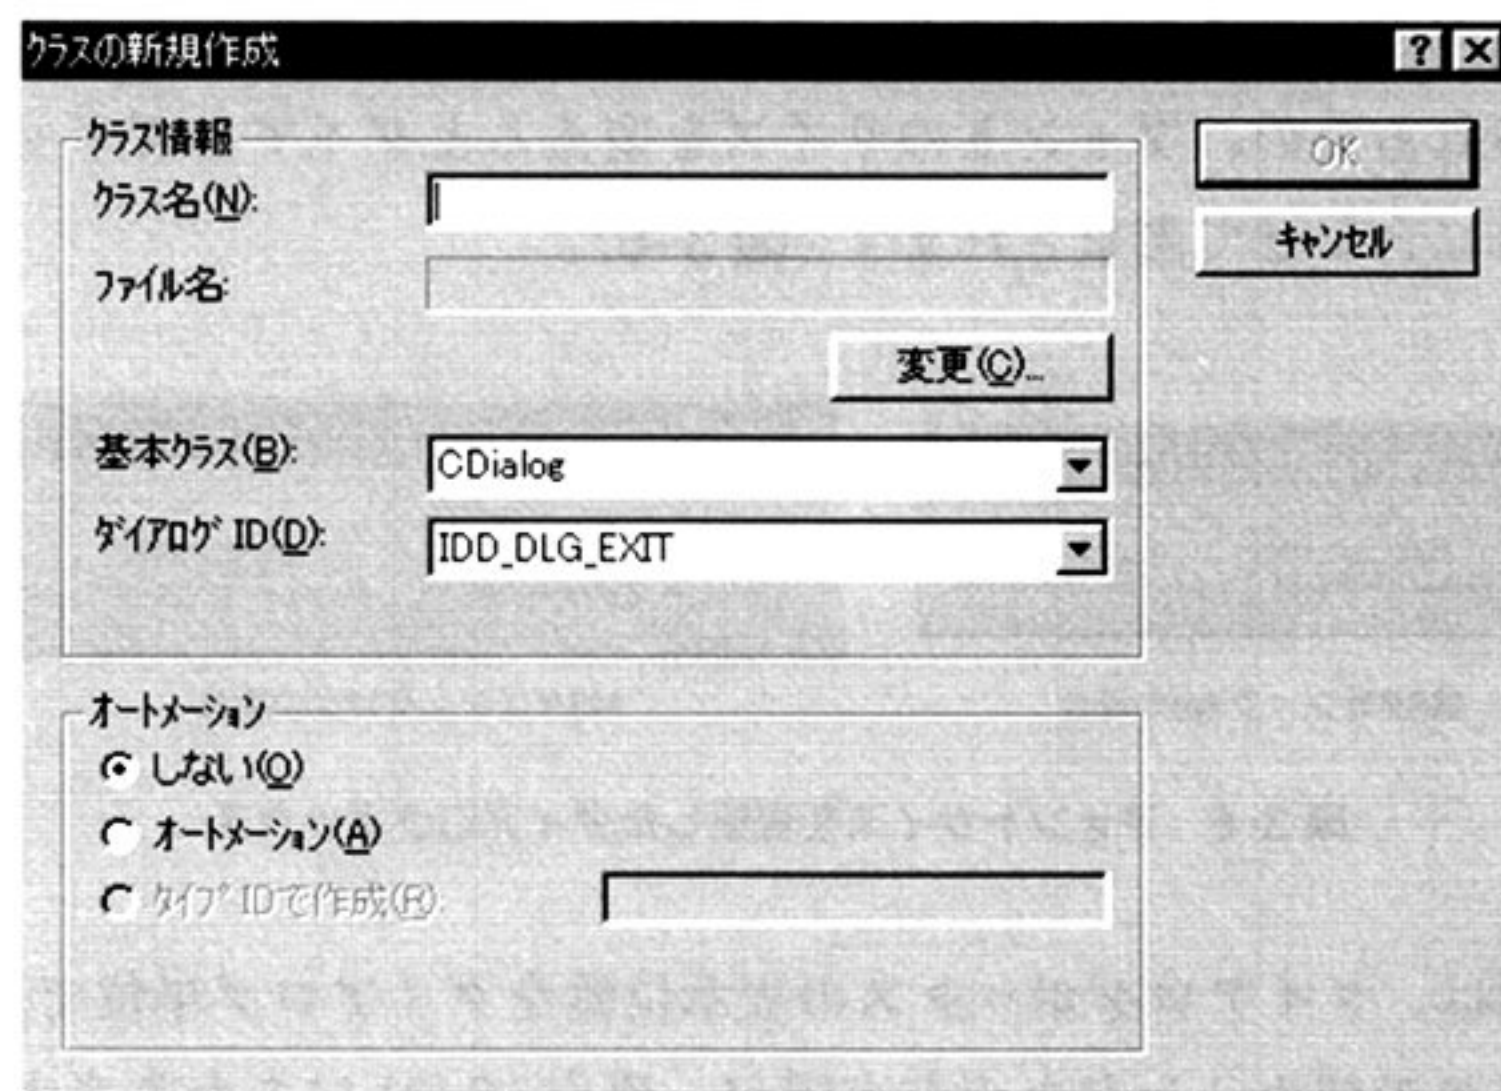 クラスの新規作成
クラス情報
クラス名(N):
ファイル名:
変更(C)...
基本クラス(B):
CDialog
ダイアログ ID(D):
IDD_DLG_EXIT
OK
キャンセル
オートメーション
しない(O)
オートメーション(A)
タイプ IDで作成(R):